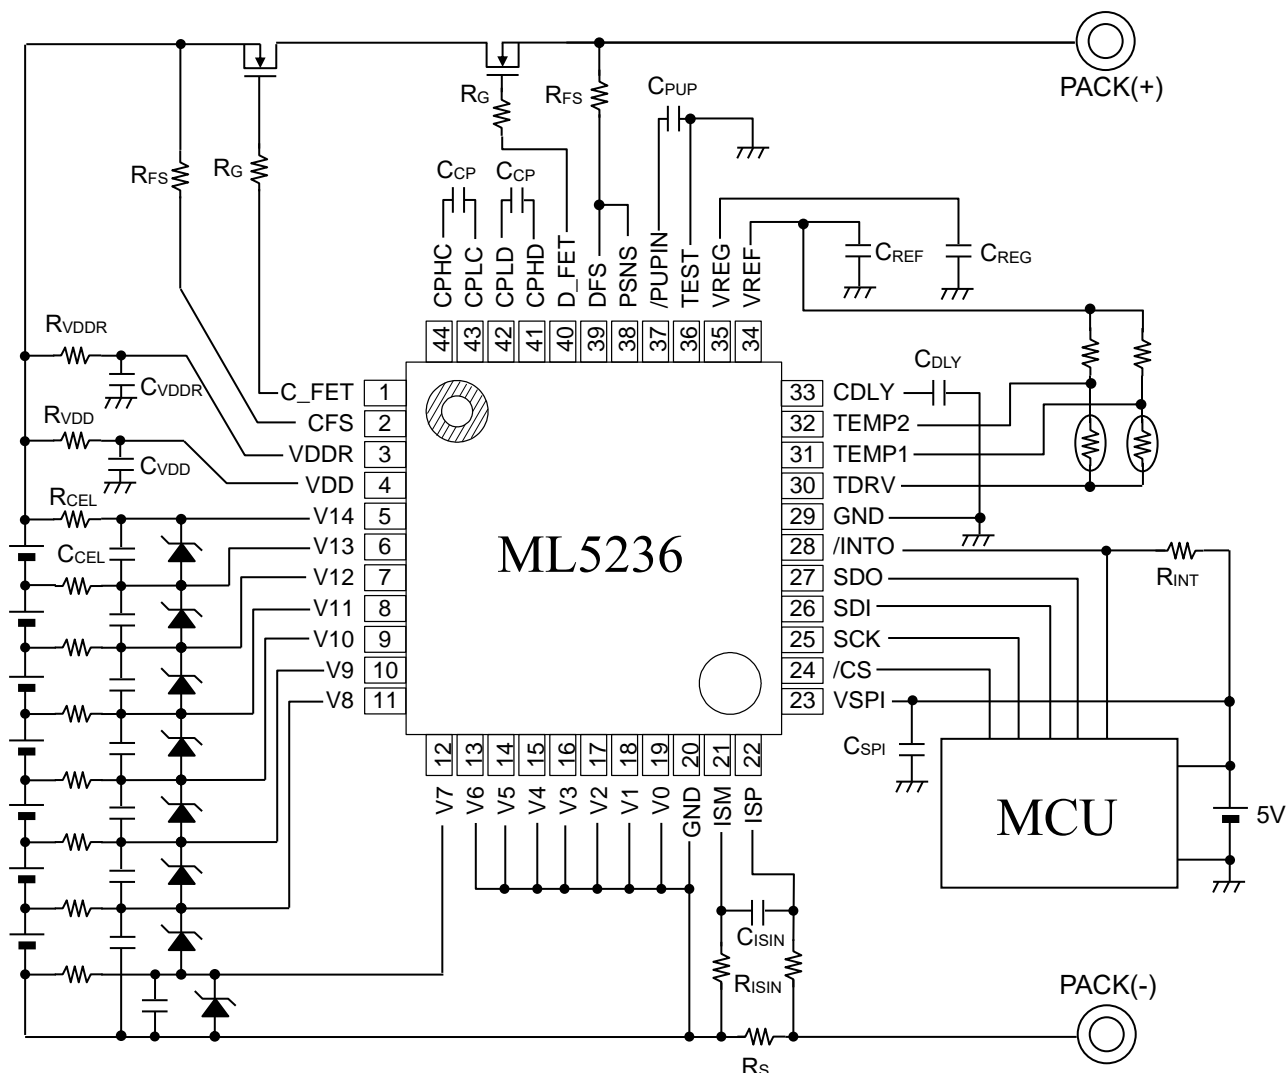 PACK(+)
RG
RFS
CPUP
RFS
RG
CCP
CCP
CPHC
CPLC
CPLD
CPHD
D_FET
DFS
PSNS
/PUPIN
TEST
VREG
VREF
CREF
CREG
44
43
42
41
40
39
38
37
36
35
34
RVDDR
CVDDR
RVDD
CVDD
RCEL
CCEL
C_FET 1
CFS 2
VDDR 3
VDD 4
V14 5
V13 6
V12 7
V11 8
V10 9
V9 10
V8 11
ML5236
CDLY
33 CDLY
32 TEMP2
31 TEMP1
30 TDRV
29 GND
28 /INTO
27 SDO
26 SDI
25 SCK
24 /CS
23 VSPI
RINT
CSPI
MCU
5V
12
13
14
15
16
17
18
19
20
21
22
V7
V6
V5
V4
V3
V2
V1
V0
GND
ISM
ISP
CISIN
RISIN
RS
PACK(-)